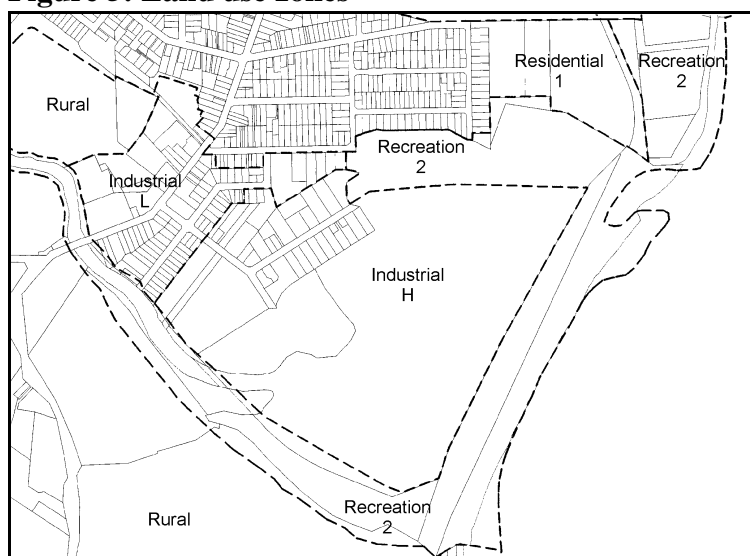 Figure 3: Land use zones
Residential
1
Recreation
2
Rural
Recreation
2
Industrial
L
Industrial
H
Recreation
2
Rural